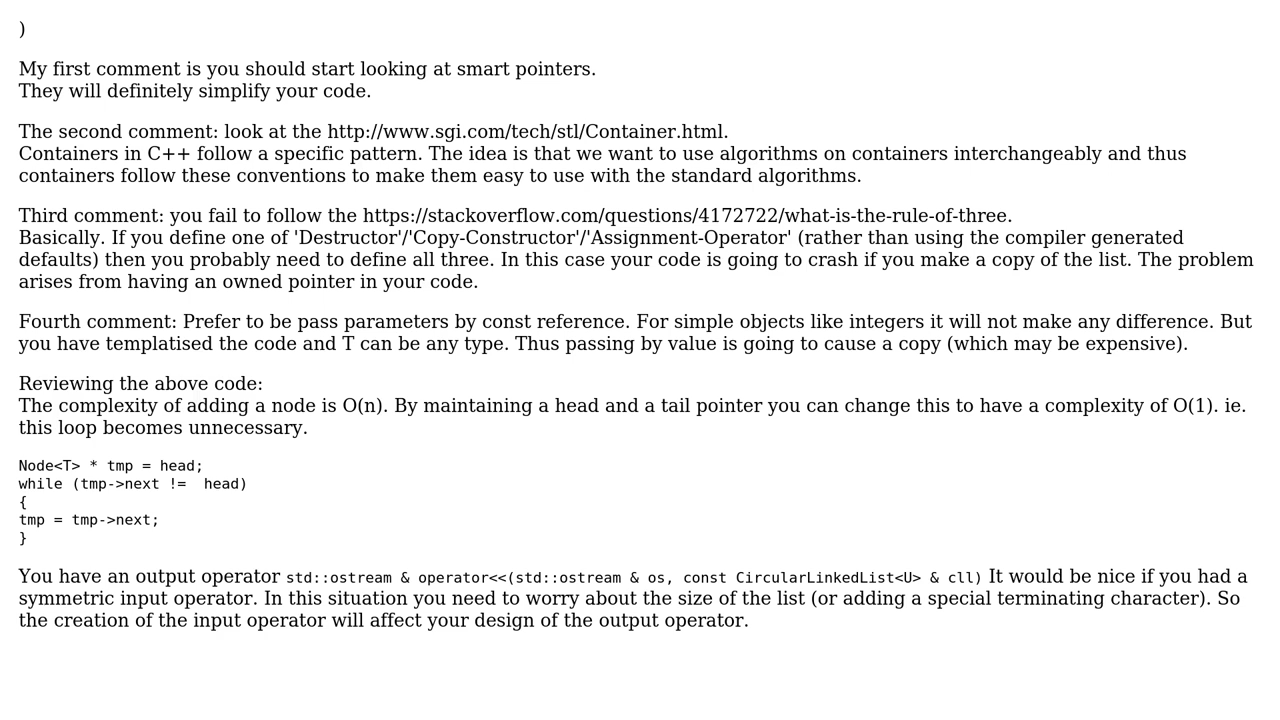 )
My first comment is you should start looking at smart pointers.
They will definitely simplify your code.
The second comment: look at the http://www.sgi.com/tech/stl/Container.html.
Containers in C++ follow a specific pattern. The idea is that we want to use algorithms on containers interchangeably and thus
containers follow these conventions to make them easy to use with the standard algorithms.
Third comment: you fail to follow the https://stackoverflow.com/questions/4172722/what-is-the-rule-of-three.
Basically. If you define one of 'Destructor'/'Copy-Constructor'/'Assignment-Operator' (rather than using the compiler generated
defaults) then you probably need to define all three. In this case your code is going to crash if you make a copy of the list. The problem
arises from having an owned pointer in your code.
Fourth comment: Prefer to be pass parameters by const reference. For simple objects like integers it will not make any difference. But
you have templatised the code and T can be any type. Thus passing by value is going to cause a copy (which may be expensive).
Reviewing the above code:
The complexity of adding a node is O(n). By maintaining a head and a tail pointer you can change this to have a complexity of O(1). ie.
this loop becomes unnecessary.
Node<T> * tmp = head;
while (tmp->next !=  head)
{
tmp = tmp->next;
}
You have an output operator std::ostream & operator<<(std::ostream & os, const CircularLinkedList<U> & cll) It would be nice if you had a
symmetric input operator. In this situation you need to worry about the size of the list (or adding a special terminating character). So
the creation of the input operator will affect your design of the output operator.